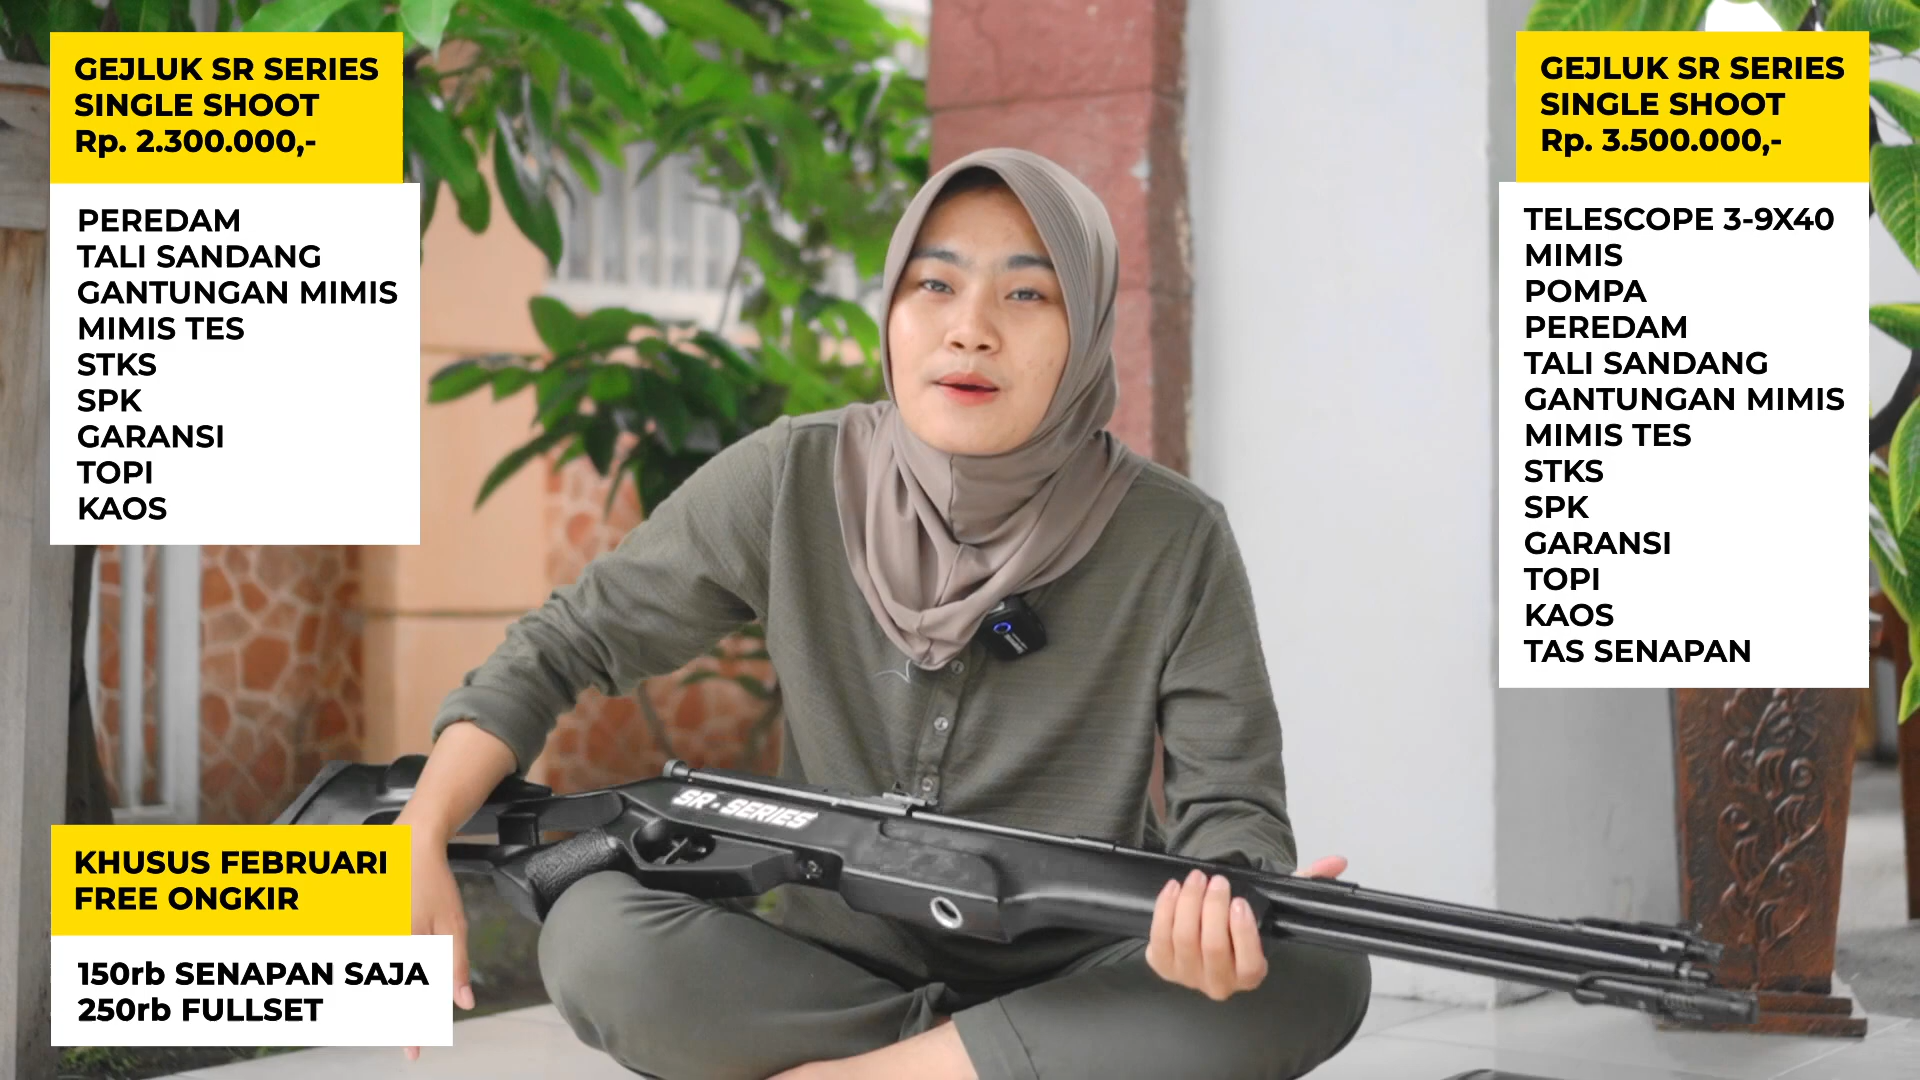 GEJLUK SR SERIES
SINGLE SHOOT
Rp. 2.300.000,-
PEREDAM
TALI SANDANG
GANTUNGAN MIMIS
MIMIS TES
STKS
SPK
GARANSI
TOPI
KAOS
GEJLUK SR SERIES
SINGLE SHOOT
Rp. 3.500.000,-
TELESCOPE 3-9X40
MIMIS
POMPA
PEREDAM
TALI SANDANG
GANTUNGAN MIMIS
MIMIS TES
STKS
SPK
GARANSI
TOPI
KAOS
TAS SENAPAN
SR - SERIES
KHUSUS FEBRUARI
FREE ONGKIR
150rb SENAPAN SAJA
250rb FULLSET